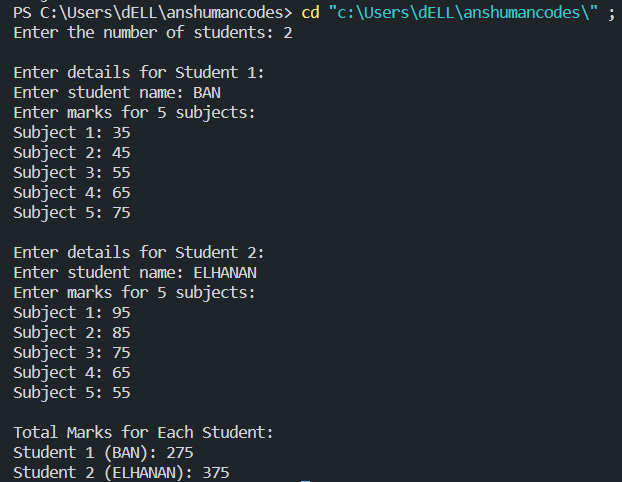 PS C:\Users\dELL\anshumancodes> cd "c:\Users\dELL\anshumancodes\" ;
Enter the number of students: 2
Enter details for Student 1:
Enter student name: BAN
Enter marks for 5 subjects:
Subject 1: 35
Subject 2: 45
Subject 3: 55
Subject 4: 65
Subject 5: 75
Enter details for Student 2:
Enter student name: ELHANAN
Enter marks for 5 subjects:
Subject 1: 95
Subject 2: 85
Subject 3: 75
Subject 4: 65
Subject 5: 55
Total Marks for Each Student:
Student 1 (BAN): 275
Student 2 (ELHANAN): 375